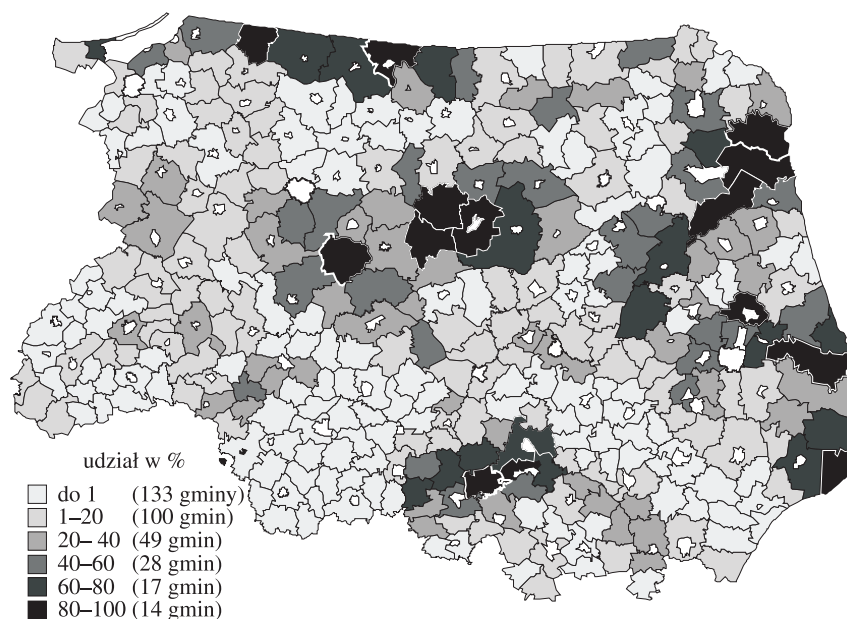 udział w %
do 1 (133 gminy)
1–20 (100 gmin)
20–40 (49 gmin)
40–60 (28 gmin)
60–80 (17 gmin)
80–100 (14 gmin)